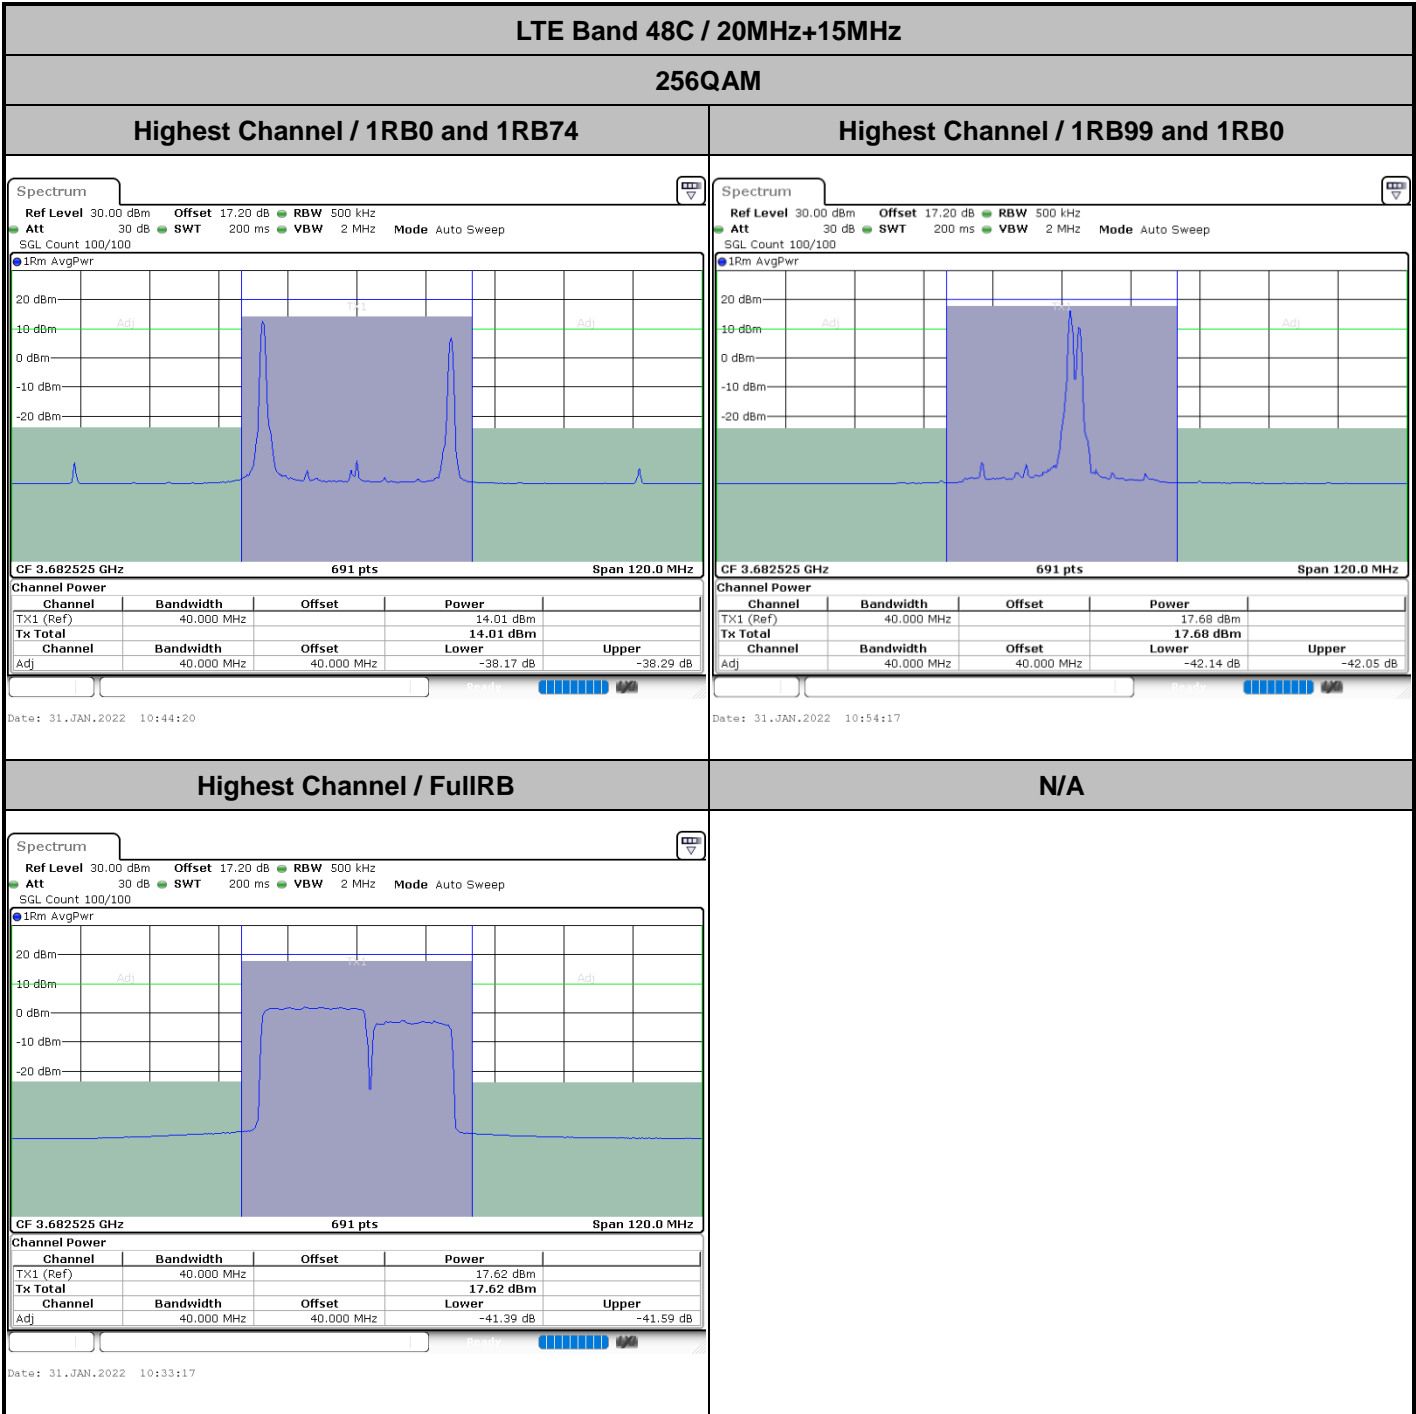 LTE Band 48C / 20MHz+15MHz
256QAM
Highest Channel / 1RB0 and 1RB74
Highest Channel / 1RB99 and 1RB0
Spectrum
Ref Level 30.00 dBm Offset 17.20 dB RBW 500 kHz
Att 30 dB SWT 200 ms VBW 2 MHz Mode Auto Sweep
SGL Count 100/100
1Rm AvgPwr
20 dBm
10 dBm
0 dBm
-10 dBm
-20 dBm
Adj
TX1
Adj
CF 3.682525 GHz 691 pts Span 120.0 MHz
Channel Power
Channel Bandwidth Offset Power
TX1 (Ref) 40.000 MHz 14.01 dBm
Tx Total 14.01 dBm
Channel Bandwidth Offset Lower Upper
Adj 40.000 MHz 40.000 MHz -38.17 dB -38.29 dB
Ready
Date: 31.JAN.2022 10:44:20
Spectrum
Ref Level 30.00 dBm Offset 17.20 dB RBW 500 kHz
Att 30 dB SWT 200 ms VBW 2 MHz Mode Auto Sweep
SGL Count 100/100
1Rm AvgPwr
20 dBm
10 dBm
0 dBm
-10 dBm
-20 dBm
Adj
TX1
Adj
CF 3.682525 GHz 691 pts Span 120.0 MHz
Channel Power
Channel Bandwidth Offset Power
TX1 (Ref) 40.000 MHz 17.68 dBm
Tx Total 17.68 dBm
Channel Bandwidth Offset Lower Upper
Adj 40.000 MHz 40.000 MHz -42.14 dB -42.05 dB
Ready
Date: 31.JAN.2022 10:54:17
Highest Channel / FullRB
N/A
Spectrum
Ref Level 30.00 dBm Offset 17.20 dB RBW 500 kHz
Att 30 dB SWT 200 ms VBW 2 MHz Mode Auto Sweep
SGL Count 100/100
1Rm AvgPwr
20 dBm
10 dBm
0 dBm
-10 dBm
-20 dBm
Adj
TX1
Adj
CF 3.682525 GHz 691 pts Span 120.0 MHz
Channel Power
Channel Bandwidth Offset Power
TX1 (Ref) 40.000 MHz 17.62 dBm
Tx Total 17.62 dBm
Channel Bandwidth Offset Lower Upper
Adj 40.000 MHz 40.000 MHz -41.39 dB -41.59 dB
Ready
Date: 31.JAN.2022 10:33:17